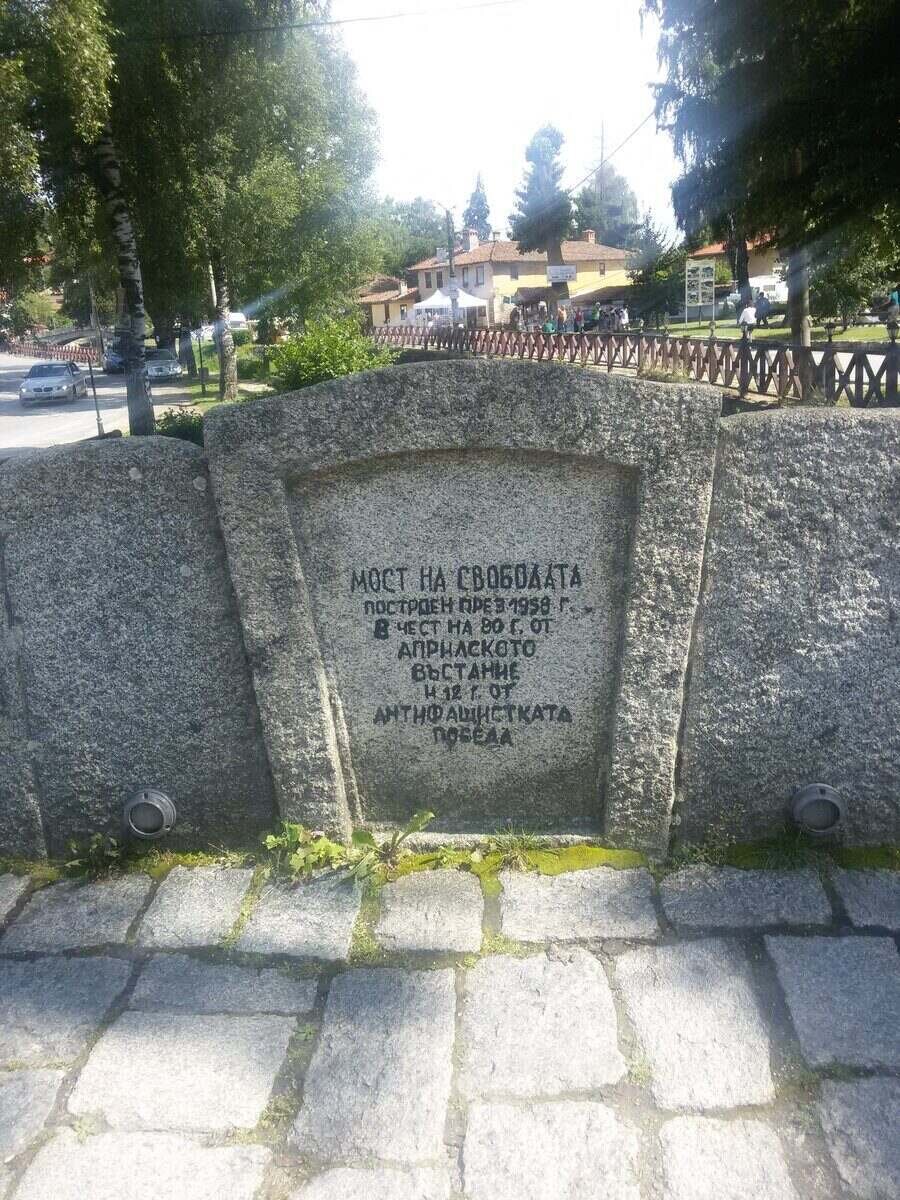 МОСТ НА СВОБОДАТА
ПОСТРОЕН ПРЕЗ 1958 Г.
В ЧЕСТ НА 80 Г. ОТ
АПРИЛСКОТО
ВЪСТАНИЕ
И 12 Г. ОТ
АНТИФАШИСТКАТА
ПОБЕДА